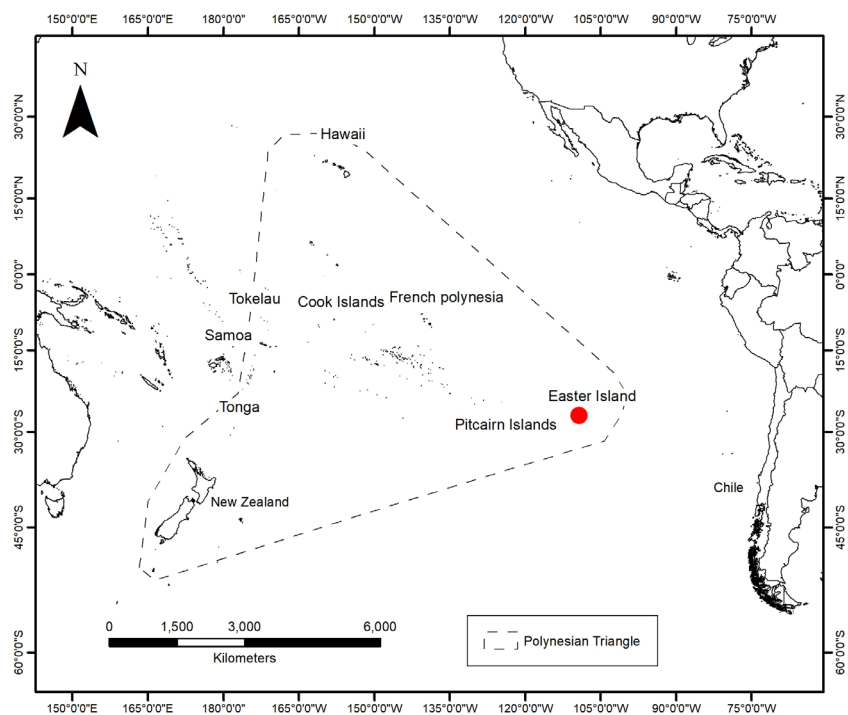 150°0'0"E 165°0'0"E 180°0'0" 165°0'0"W 150°0'0"W 135°0'0"W 120°0'0"W 105°0'0"W 90°0'0"W 75°0'0"W
N
30°0'0"N 30°0'0"N
Hawaii
15°0'0"N 15°0'0"N
0°0'0" 0°0'0"
Tokelau Cook Islands French polynesia
Samoa
15°0'0"S 15°0'0"S
Easter Island
Tonga
Pitcairn Islands
30°0'0"S 30°0'0"S
Chile
New Zealand
45°0'0"S 45°0'0"S
0 1,500 3,000 6,000
Kilometers
Polynesian Triangle
60°0'0"S 60°0'0"S
150°0'0"E 165°0'0"E 180°0'0" 165°0'0"W 150°0'0"W 135°0'0"W 120°0'0"W 105°0'0"W 90°0'0"W 75°0'0"W